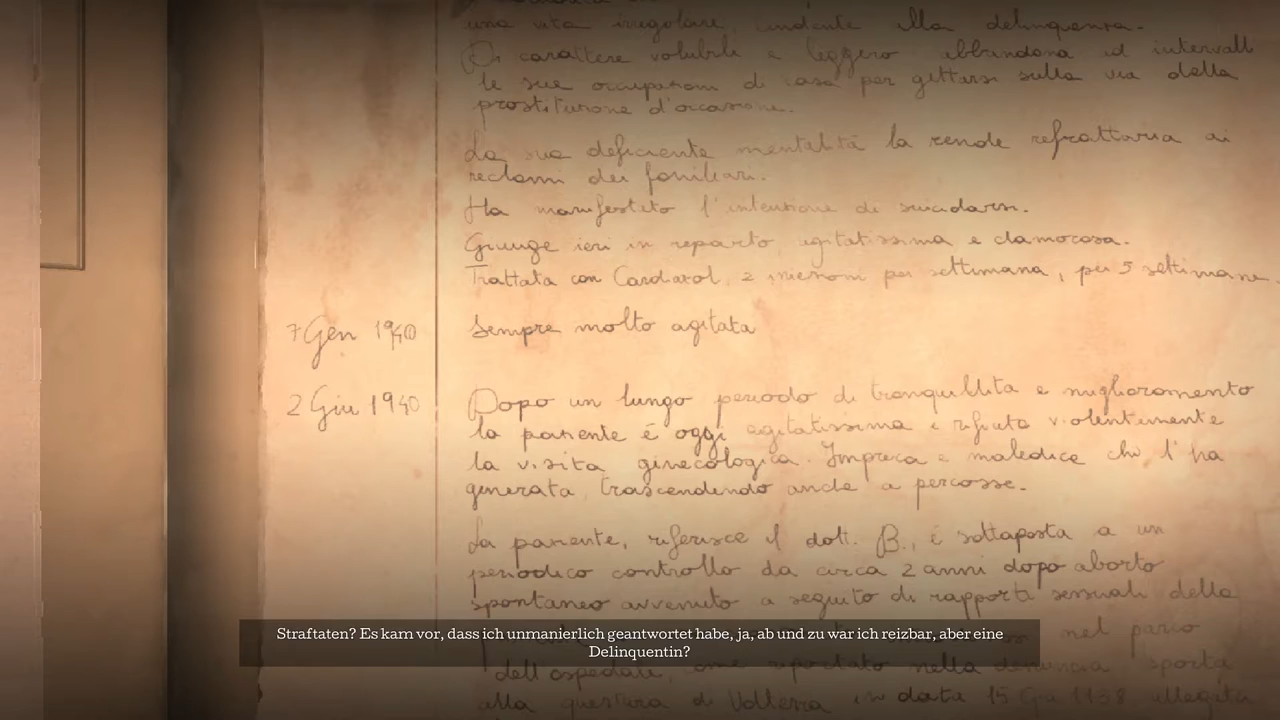 una vita irregolare, tendente alla delinquenza.
Di carattere volubile e leggero abbandona ad intervalli
le sue occupazioni di casa per gettarsi sulla via della
prostituzione d'occasione.
La sua deficiente mentalità la rende refrattaria ai
reclami dei familiari.
Ha manifestato l'intenzione di suicidarsi.
Giunge ieri in reparto, agitatissima e clamorosa.
Trattata con Cardiazol, 2 iniezioni per settimana, per 5 settimane.
7 Gen 1940
Sempre molto agitata
2 Giu 1940
Dopo un lungo periodo di tranquillità e miglioramento
la paziente é oggi agitatissima e rifiuta violentemente
la visita ginecologica. Impreca e maledice chi l'ha
generata, trascendendo anche a percosse.
La paziente, riferisce il dott. B., é sottoposta a un
periodico controllo da circa 2 anni dopo aborto
spontaneo avvenuto a seguito di rapporti sessuali della
nel parco
dell'ospedale, come riportato nella denuncia sporta
alla questura di Volterra in data 15 1938 allegata
Straftaten? Es kam vor, dass ich unmanierlich geantwortet habe, ja, ab und zu war ich reizbar, aber eine
Delinquentin?